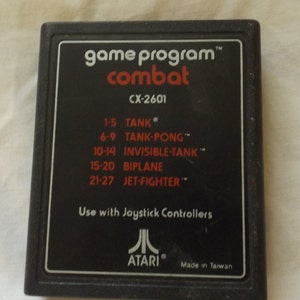 game program™
combat
CX-2601
1-5 TANK®
6-9 TANK-PONG™
10-14 INVISIBLE-TANK™
15-20 BIPLANE
21-27 JET-FIGHTER™
Use with Joystick Controllers
ATARI®
Made in Taiwan